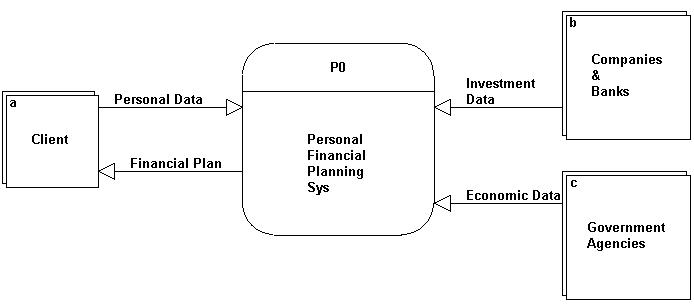 a
Client
Personal Data
Financial Plan
P0
Personal
Financial
Planning
Sys
Investment
Data
Economic Data
b
Companies
&
Banks
c
Government
Agencies